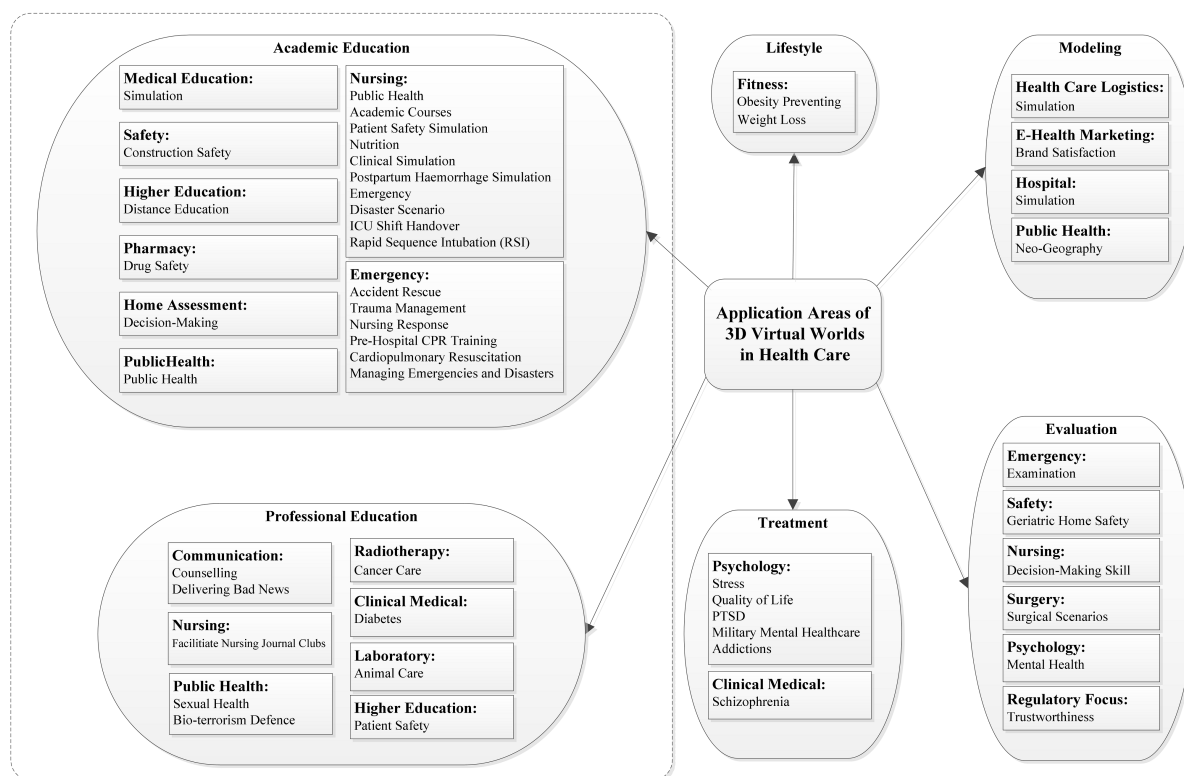 Academic Education
Medical Education:
Simulation
Safety:
Construction Safety
Higher Education:
Distance Education
Pharmacy:
Drug Safety
Home Assessment:
Decision-Making
PublicHealth:
Public Health
Nursing:
Public Health
Academic Courses
Patient Safety Simulation
Nutrition
Clinical Simulation
Postpartum Haemorrhage Simulation
Emergency
Disaster Scenario
ICU Shift Handover
Rapid Sequence Intubation (RSI)
Emergency:
Accident Rescue
Trauma Management
Nursing Response
Pre-Hospital CPR Training
Cardiopulmonary Resuscitation
Managing Emergencies and Disasters
Lifestyle
Fitness:
Obesity Preventing
Weight Loss
Modeling
Health Care Logistics:
Simulation
E-Health Marketing:
Brand Satisfaction
Hospital:
Simulation
Public Health:
Neo-Geography
Application Areas of
3D Virtual Worlds
in Health Care
Professional Education
Communication:
Counselling
Delivering Bad News
Nursing:
Facilitiate Nursing Journal Clubs
Public Health:
Sexual Health
Bio-terrorism Defence
Radiotherapy:
Cancer Care
Clinical Medical:
Diabetes
Laboratory:
Animal Care
Higher Education:
Patient Safety
Treatment
Psychology:
Stress
Quality of Life
PTSD
Military Mental Healthcare
Addictions
Clinical Medical:
Schizophrenia
Evaluation
Emergency:
Examination
Safety:
Geriatric Home Safety
Nursing:
Decision-Making Skill
Surgery:
Surgical Scenarios
Psychology:
Mental Health
Regulatory Focus:
Trustworthiness